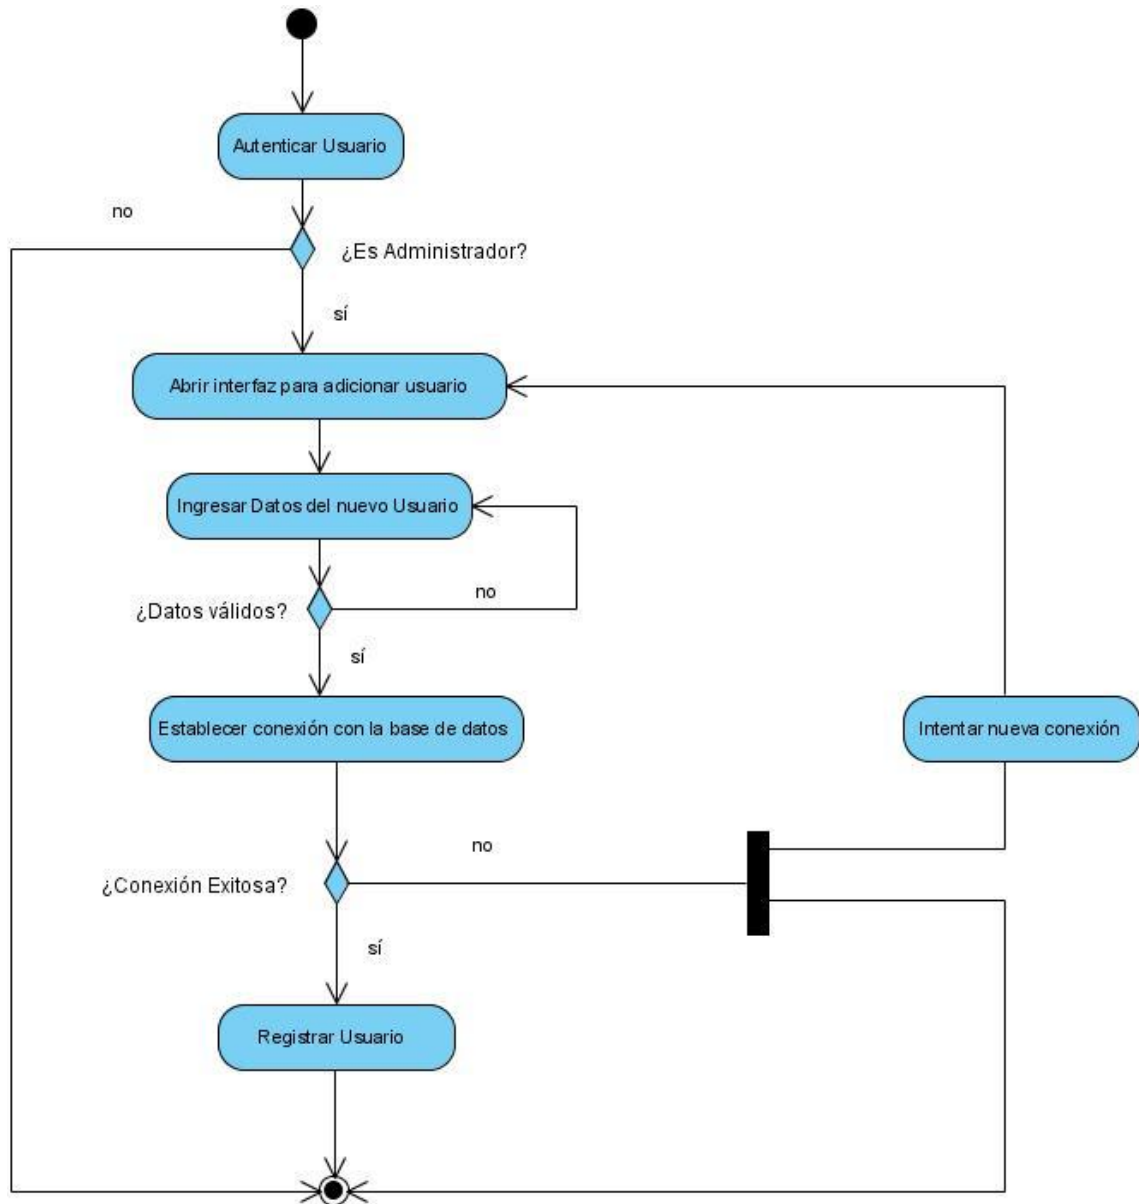 Autenticar Usuario
no
¿Es Administrador?
sí
Abrir interfaz para adicionar usuario
Ingresar Datos del nuevo Usuario
no
¿Datos válidos?
sí
Establecer conexión con la base de datos
Intentar nueva conexión
no
¿Conexión Exitosa?
sí
Registrar Usuario